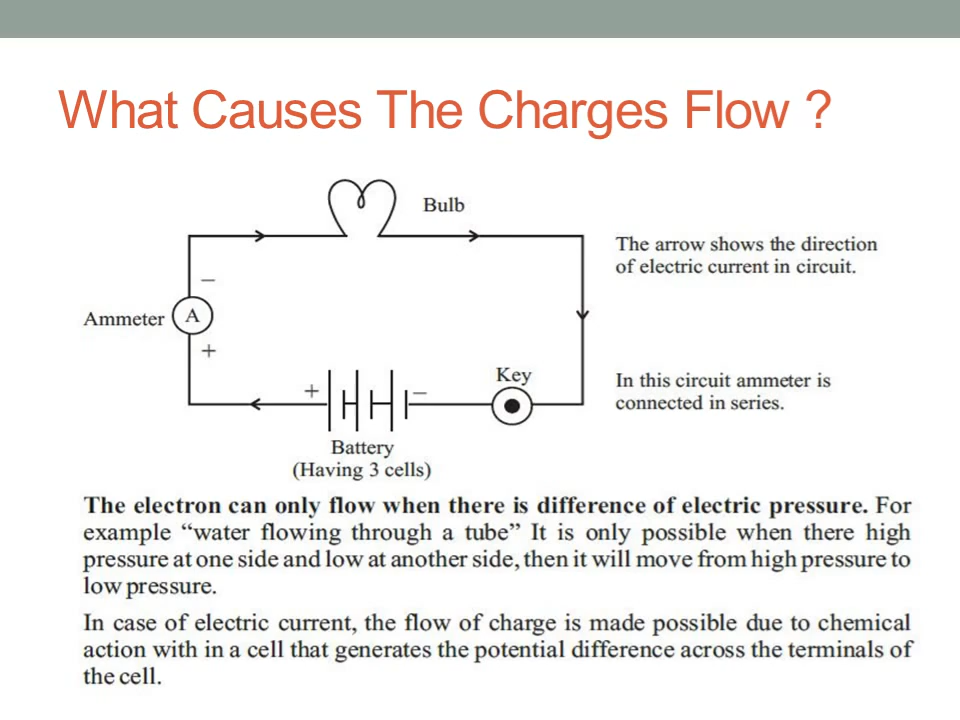 What Causes The Charges Flow ?
Bulb
The arrow shows the direction
of electric current in circuit.
–
Ammeter
A
+
Key
In this circuit ammeter is
connected in series.
+
–
Battery
(Having 3 cells)
The electron can only flow when there is difference of electric pressure. For
example “water flowing through a tube” It is only possible when there high
pressure at one side and low at another side, then it will move from high pressure to
low pressure.
In case of electric current, the flow of charge is made possible due to chemical
action with in a cell that generates the potential difference across the terminals of
the cell.